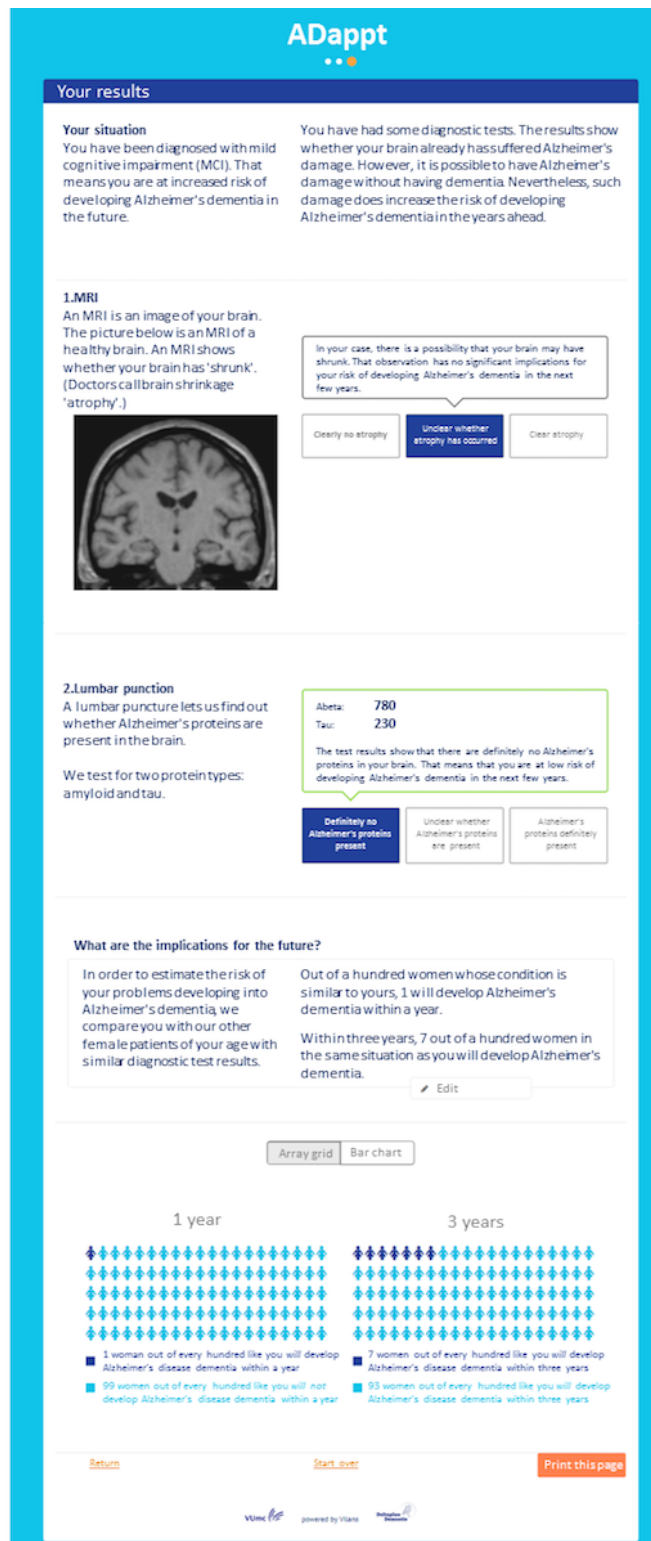 ADappt
Your results
Your situation
You have been diagnosed with mild
cognitive impairment (MCI). That
means you are at increased risk of
developing Alzheimer's dementia in
the future.
You have had some diagnostic tests. The results show
whether your brain already has suffered Alzheimer's
damage. However, it is possible to have Alzheimer's
damage without having dementia. Nevertheless, such
damage does increase the risk of developing
Alzheimer's dementia in the years ahead.
1.MRI
An MRI is an image of your brain.
The picture below is an MRI of a
healthy brain. An MRI shows
whether your brain has 'shrunk'.
(Doctors call brain shrinkage
'atrophy'.)
In your case, there is a possibility that your brain may have
shrunk. That observation has no significant implications for
your risk of developing Alzheimer's dementia in the next
few years.
Clearly no atrophy
Unclear whether
atrophy has occurred
Clear atrophy
2.Lumbar punction
A lumbar puncture lets us find out
whether Alzheimer's proteins are
present in the brain.
We test for two protein types:
amyloid and tau.
Abeta: 780
Tau: 230
The test results show that there are definitely no Alzheimer's
proteins in your brain. That means that you are at low risk of
developing Alzheimer's dementia in the next few years.
Definitely no
Alzheimer's proteins
present
Unclear whether
Alzheimer's proteins
are present
Alzheimer's
proteins definitely
present
What are the implications for the future?
In order to estimate the risk of
your problems developing into
Alzheimer's dementia, we
compare you with our other
female patients of your age with
similar diagnostic test results.
Out of a hundred women whose condition is
similar to yours, 1 will develop Alzheimer's
dementia within a year.
Within three years, 7 out of a hundred women in
the same situation as you will develop Alzheimer's
dementia.
Edit
Array grid
Bar chart
1 year
3 years
1 woman out of every hundred like you will develop
Alzheimer's disease dementia within a year
99 women out of every hundred like you will not
develop Alzheimer's disease dementia within a year
7 women out of every hundred like you will develop
Alzheimer's disease dementia within three years
93 women out of every hundred like you will develop
Alzheimer's disease dementia within three years
Return
Start over
Print this page
VUmc
powered by Vilans
Deltaplan
Dementie